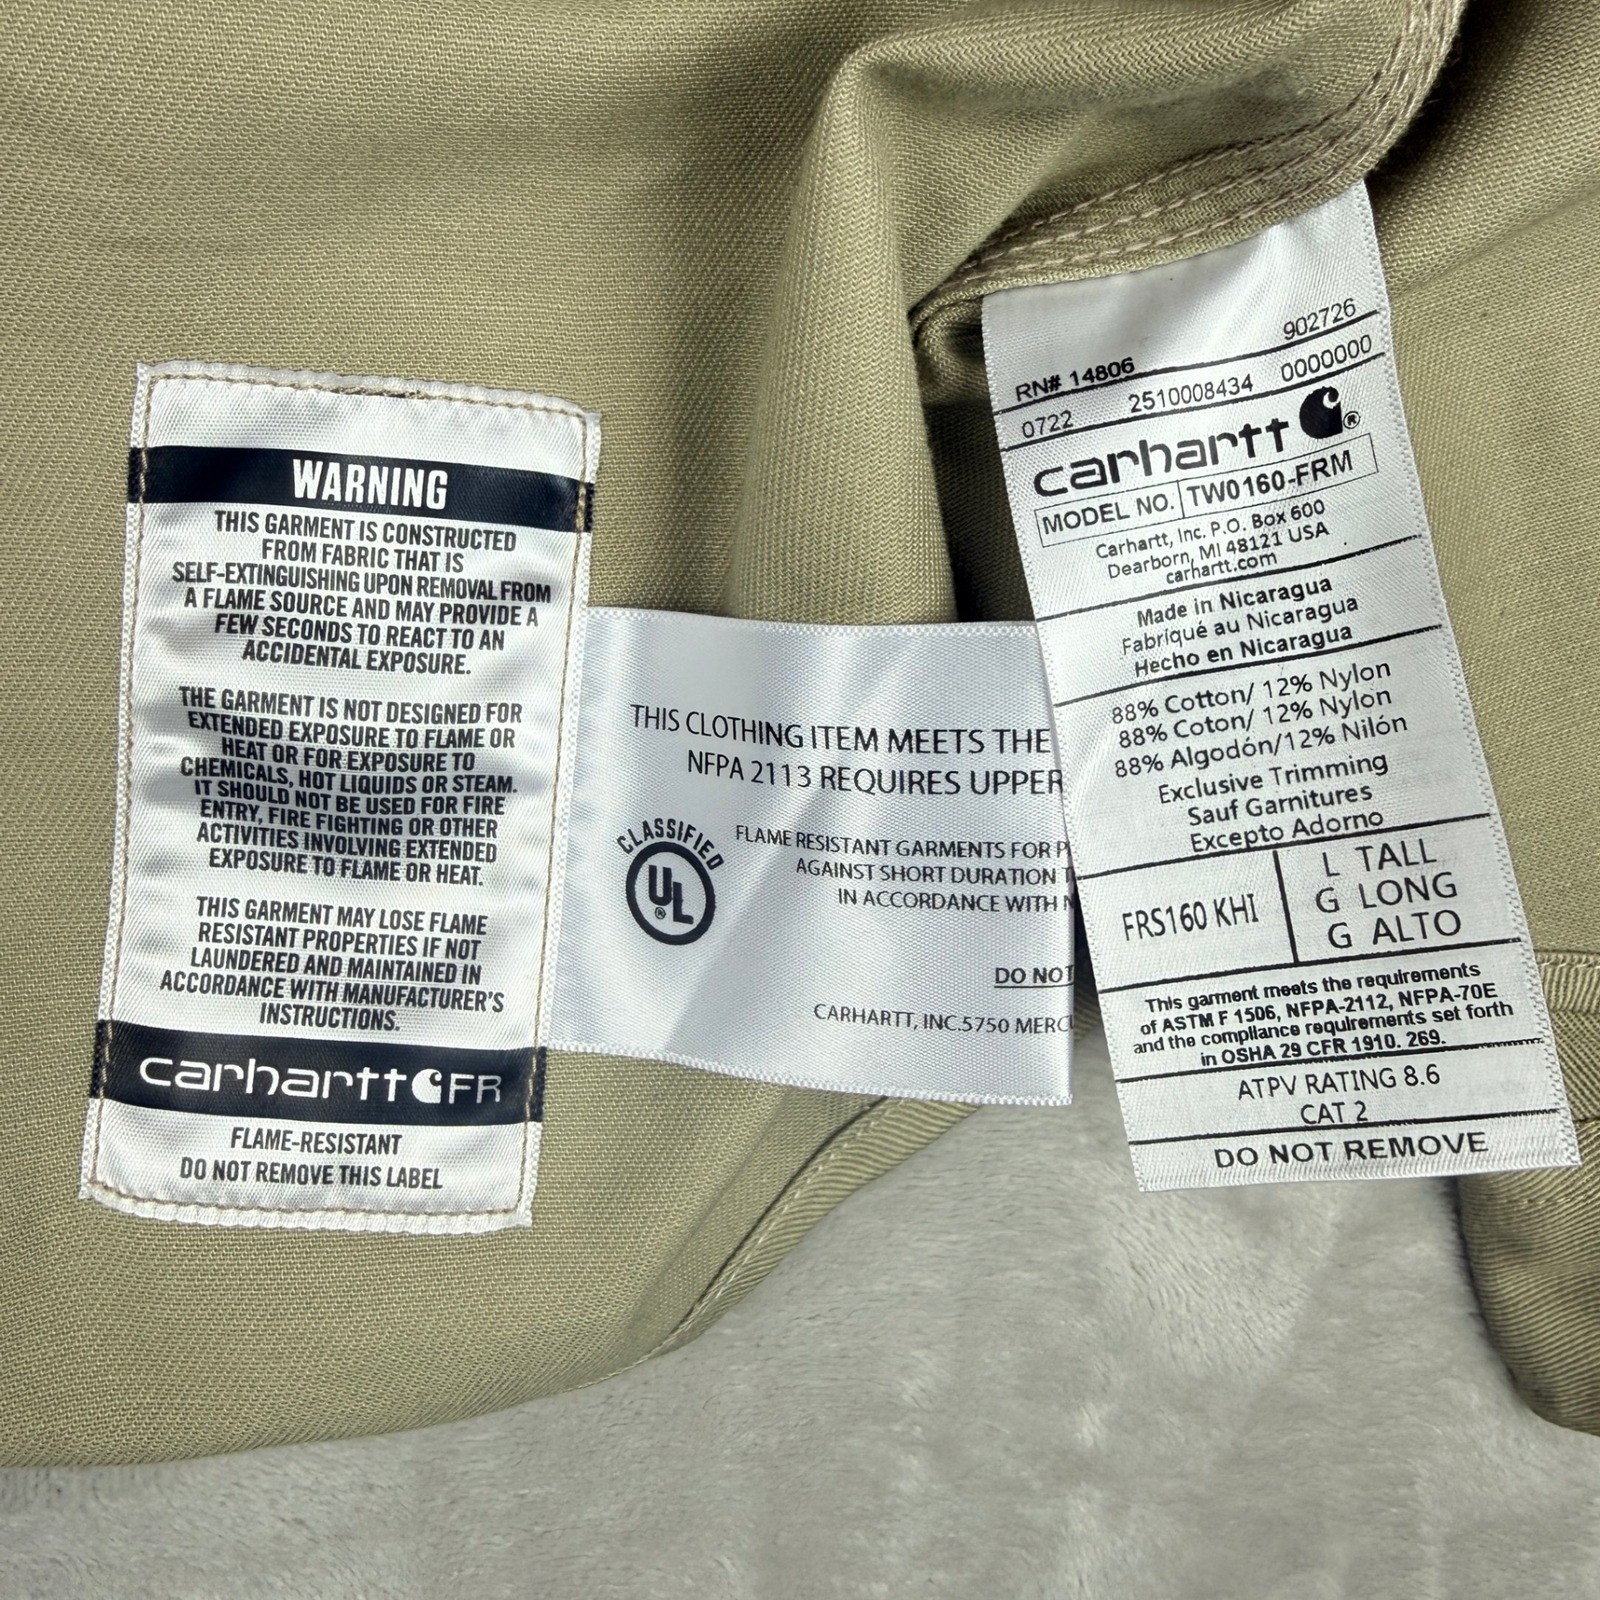 WARNING
THIS GARMENT IS CONSTRUCTED
FROM FABRIC THAT IS
SELF-EXTINGUISHING UPON REMOVAL FROM
A FLAME SOURCE AND MAY PROVIDE A
FEW SECONDS TO REACT TO AN
ACCIDENTAL EXPOSURE.
THE GARMENT IS NOT DESIGNED FOR
EXTENDED EXPOSURE TO FLAME OR
HEAT OR FOR EXPOSURE TO
CHEMICALS, HOT LIQUIDS OR STEAM.
IT SHOULD NOT BE USED FOR FIRE
ENTRY, FIRE FIGHTING OR OTHER
ACTIVITIES INVOLVING EXTENDED
EXPOSURE TO FLAME OR HEAT.
THIS GARMENT MAY LOSE FLAME
RESISTANT PROPERTIES IF NOT
LAUNDERED AND MAINTAINED IN
ACCORDANCE WITH MANUFACTURER'S
INSTRUCTIONS.
carhartt FR
FLAME-RESISTANT
DO NOT REMOVE THIS LABEL
THIS CLOTHING ITEM MEETS THE
NFPA 2113 REQUIRES UPPER
CLASSIFIED
UL®
FLAME RESISTANT GARMENTS FOR
AGAINST SHORT DURATION
IN ACCORDANCE WITH
DO NOT
CARHARTT, INC.5750
RN# 14806 902726
0722 2510008434 0000000
carhartt ®
MODEL NO. TW0160-FRM
Carhartt, Inc. P.O. Box 600
Dearborn, MI 48121 USA
carhartt.com
Made in Nicaragua
Fabriqué au Nicaragua
Hecho en Nicaragua
88% Cotton/ 12% Nylon
88% Coton/ 12% Nylon
88% Algodón/12% Nilón
Exclusive Trimming
Sauf Garnitures
Excepto Adorno
FRS160 KHI
L TALL
G LONG
G ALTO
This garment meets the requirements
of ASTM F 1506, NFPA-2112, NFPA-70E
and the compliance requirements set forth
in OSHA 29 CFR 1910. 269.
ATPV RATING 8.6
CAT 2
DO NOT REMOVE